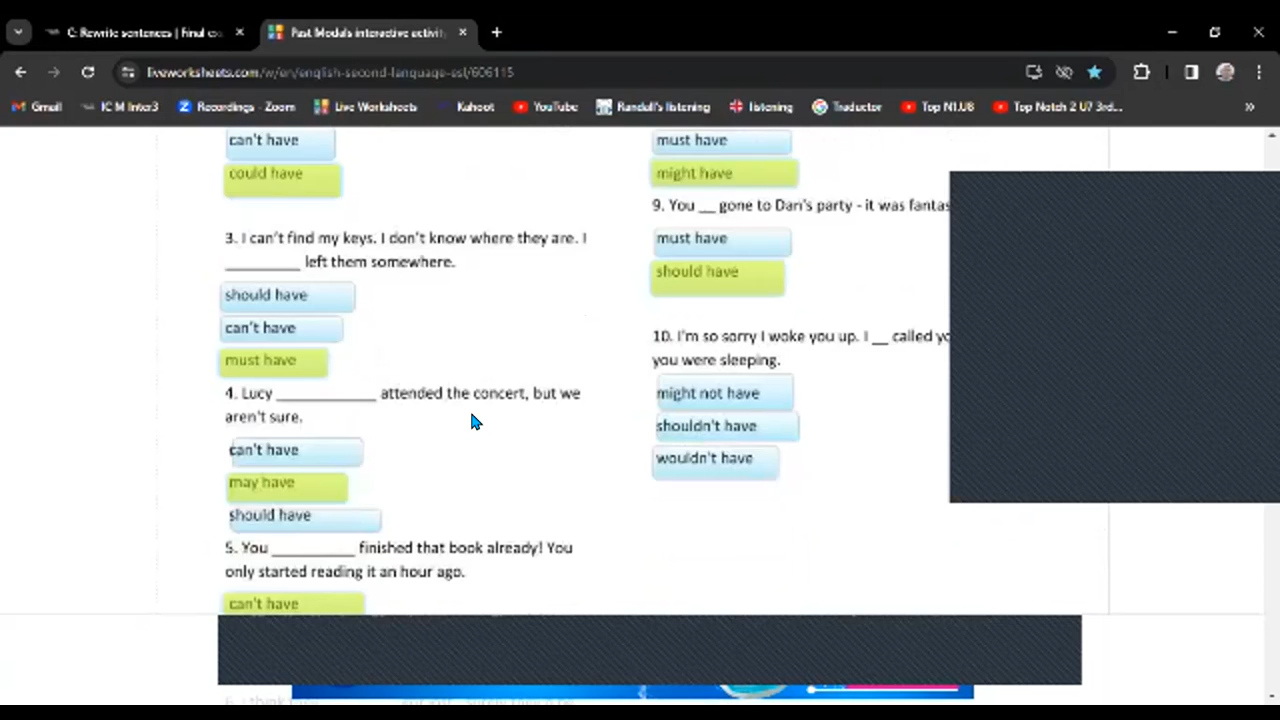 C: Rewrite sentences | Final ex
Past Modals interactive activit
liveworksheets.com/w/en/english-second-language-esl/606115
Gmail
IC M Inter3
Recordings - Zoom
Live Worksheets
Kahoot
YouTube
Randall's listening
listening
Traductor
Top N1.U8
Top Notch 2 U7 3rd...
»
can't have
could have
3. I can't find my keys. I don't know where they are. I
__________ left them somewhere.
should have
can't have
must have
4. Lucy _____________ attended the concert, but we
aren't sure.
can't have
may have
should have
5. You ___________ finished that book already! You
only started reading it an hour ago.
can't have
must have
might have
9. You __ gone to Dan's party - it was fantas
must have
should have
10. I'm so sorry I woke you up. I __ called yo
you were sleeping.
might not have
shouldn't have
wouldn't have